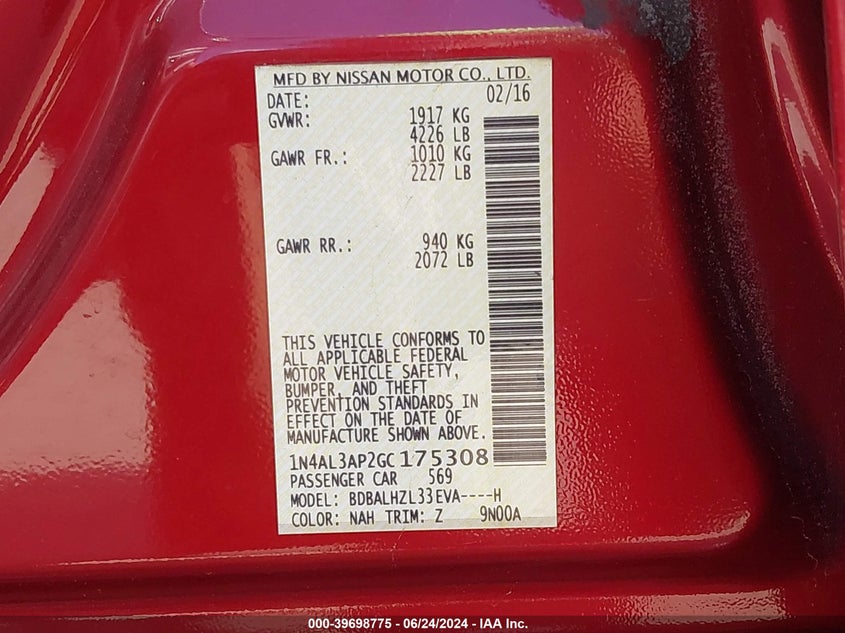 MFD BY NISSAN MOTOR CO., LTD.
DATE: 02/16
GVWR: 1917 KG
4226 LB
GAWR FR.: 1010 KG
2227 LB
GAWR RR.: 940 KG
2072 LB
THIS VEHICLE CONFORMS TO
ALL APPLICABLE FEDERAL
MOTOR VEHICLE SAFETY,
BUMPER, AND THEFT
PREVENTION STANDARDS IN
EFFECT ON THE DATE OF
MANUFACTURE SHOWN ABOVE.
1N4AL3AP2GC175308
PASSENGER CAR 569
MODEL: BDBALHZL33EVA----H
COLOR: NAH TRIM: Z 9N00A
000-39698775 - 06/24/2024 - IAA Inc.